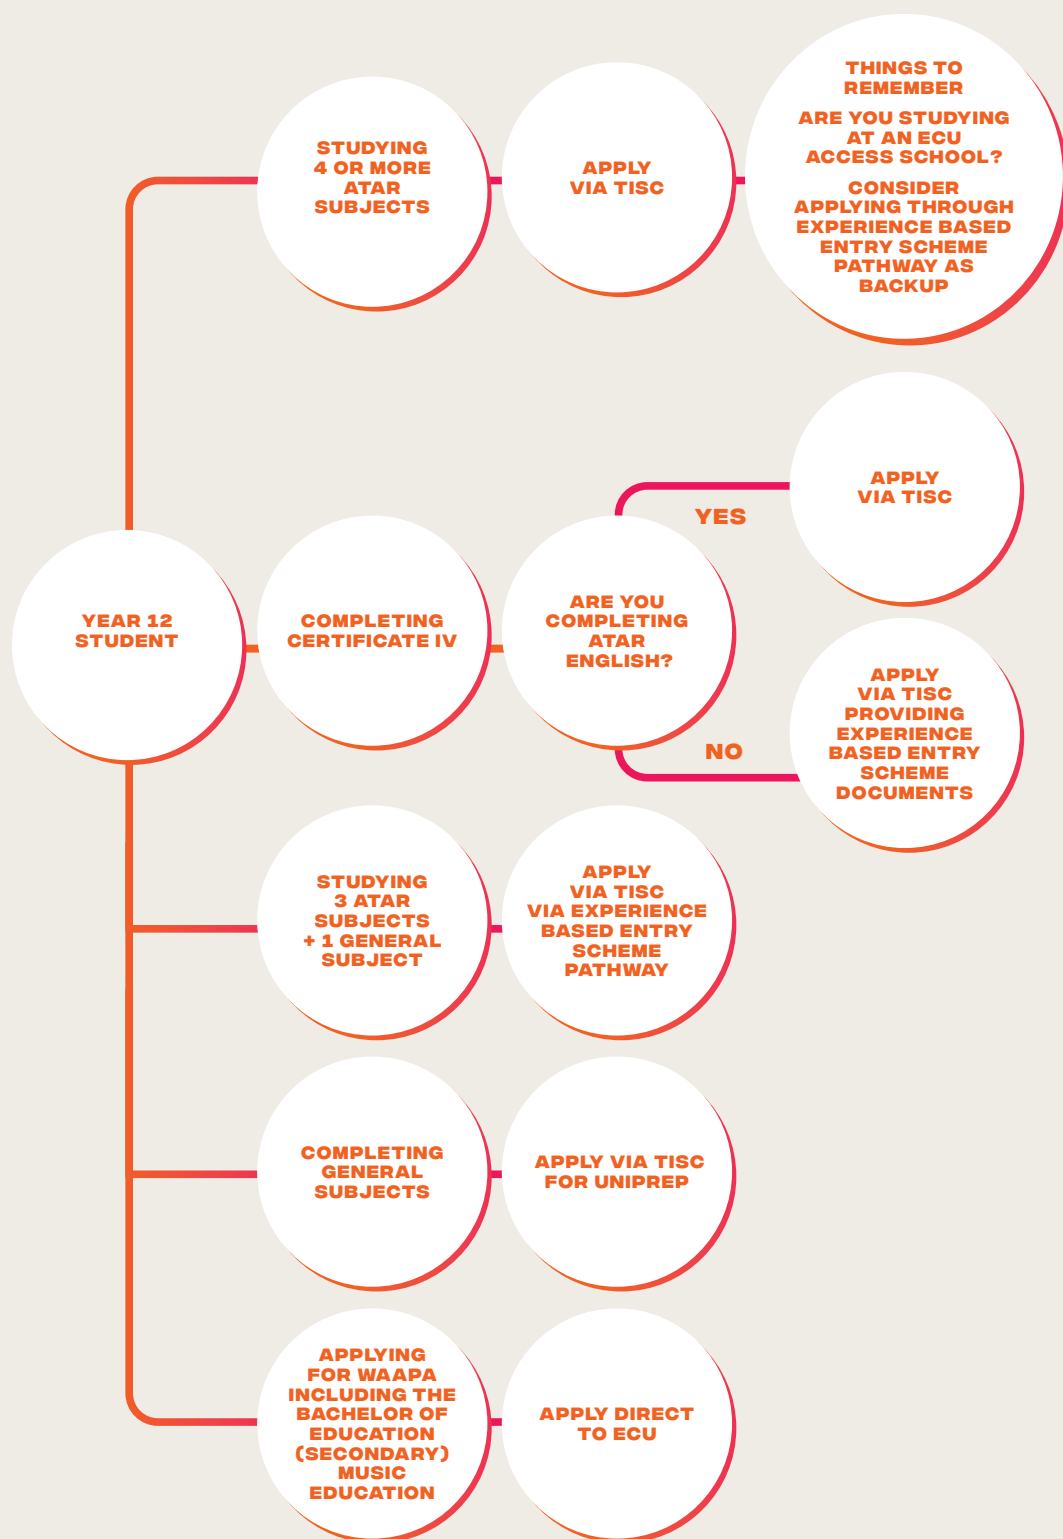 THINGS TO
REMEMBER
ARE YOU STUDYING
AT AN ECU
ACCESS SCHOOL?
CONSIDER
APPLYING THROUGH
EXPERIENCE BASED
ENTRY SCHEME
PATHWAY AS
BACKUP
STUDYING
4 OR MORE
ATAR
SUBJECTS
APPLY
VIA TISC
YEAR 12
STUDENT
COMPLETING
CERTIFICATE IV
ARE YOU
COMPLETING
ATAR
ENGLISH?
YES
APPLY
VIA TISC
NO
APPLY
VIA TISC
PROVIDING
EXPERIENCE
BASED ENTRY
SCHEME
DOCUMENTS
STUDYING
3 ATAR
SUBJECTS
+ 1 GENERAL
SUBJECT
APPLY
VIA TISC
VIA EXPERIENCE
BASED ENTRY
SCHEME
PATHWAY
COMPLETING
GENERAL
SUBJECTS
APPLY VIA TISC
FOR UNIPREP
APPLYING
FOR WAAPA
INCLUDING THE
BACHELOR OF
EDUCATION
(SECONDARY)
MUSIC
EDUCATION
APPLY DIRECT
TO ECU